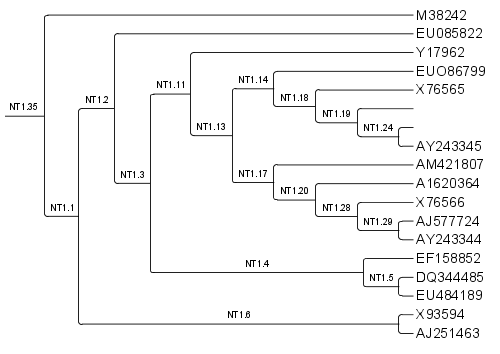 M38242
EU085822
Y17962
NT1.11
EUO86799
NT1.14
X76565
NT1.18
NT1.2
NT1.35
NT1.19
NT1.24
NT1.13
AY243345
AM421807
NT1.3
NT1.17
A1620364
NT1.20
X76566
NT1.28
NT1.1
AJ577724
NT1.29
AY243344
EF158852
NT1.4
DQ344485
NT1.5
EU484189
X93594
NT1.6
AJ251463